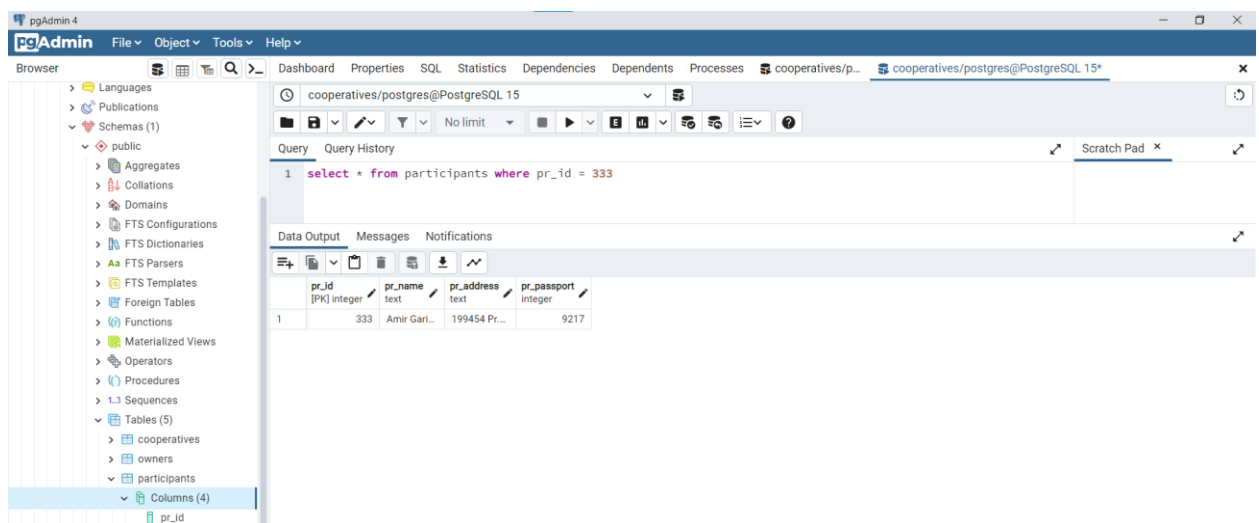 pgAdmin 4
pgAdmin File Object Tools Help
Browser
Dashboard Properties SQL Statistics Dependencies Dependents Processes cooperatives/p... cooperatives/postgres@PostgreSQL 15*
Languages
Publications
Schemas (1)
public
Aggregates
Collations
Domains
FTS Configurations
FTS Dictionaries
Aa FTS Parsers
FTS Templates
Foreign Tables
Functions
Materialized Views
Operators
Procedures
1..3 Sequences
Tables (5)
cooperatives
owners
participants
Columns (4)
pr_id
cooperatives/postgres@PostgreSQL 15
No limit
Query Query History
Scratch Pad
1 select * from participants where pr_id = 333
Data Output Messages Notifications
pr_id pr_name pr_address pr_passport
[PK] integer text text integer
1 333 Amir Gari... 199454 Pr.... 9217